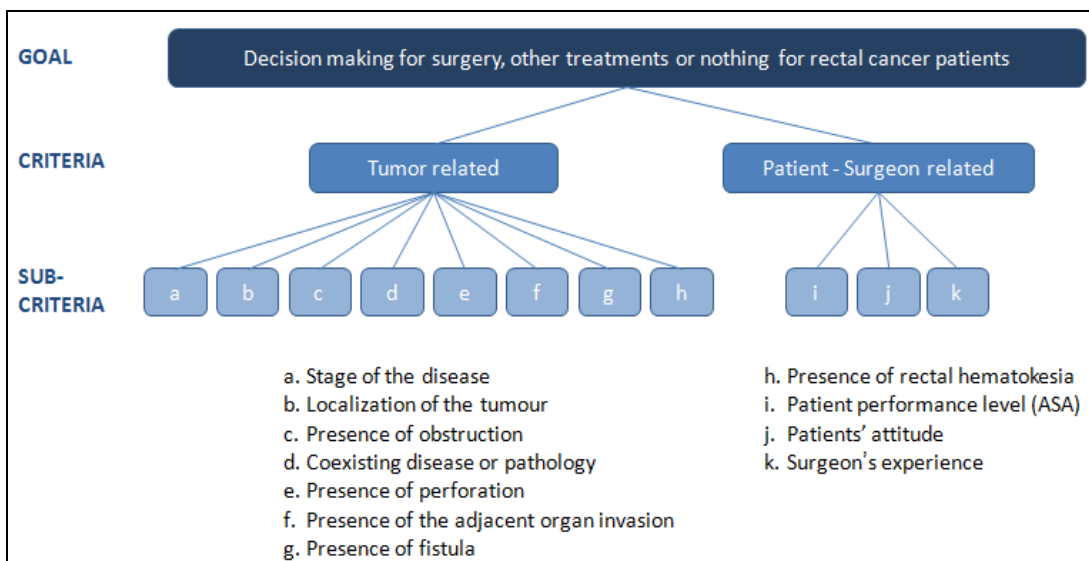 GOAL
Decision making for surgery, other treatments or nothing for rectal cancer patients
CRITERIA
Tumor related
Patient - Surgeon related
SUB-
CRITERIA
a
b
c
d
e
f
g
h
i
j
k
a. Stage of the disease
b. Localization of the tumour
c. Presence of obstruction
d. Coexisting disease or pathology
e. Presence of perforation
f. Presence of the adjacent organ invasion
g. Presence of fistula
h. Presence of rectal hematokesia
i. Patient performance level (ASA)
j. Patients' attitude
k. Surgeon's experience